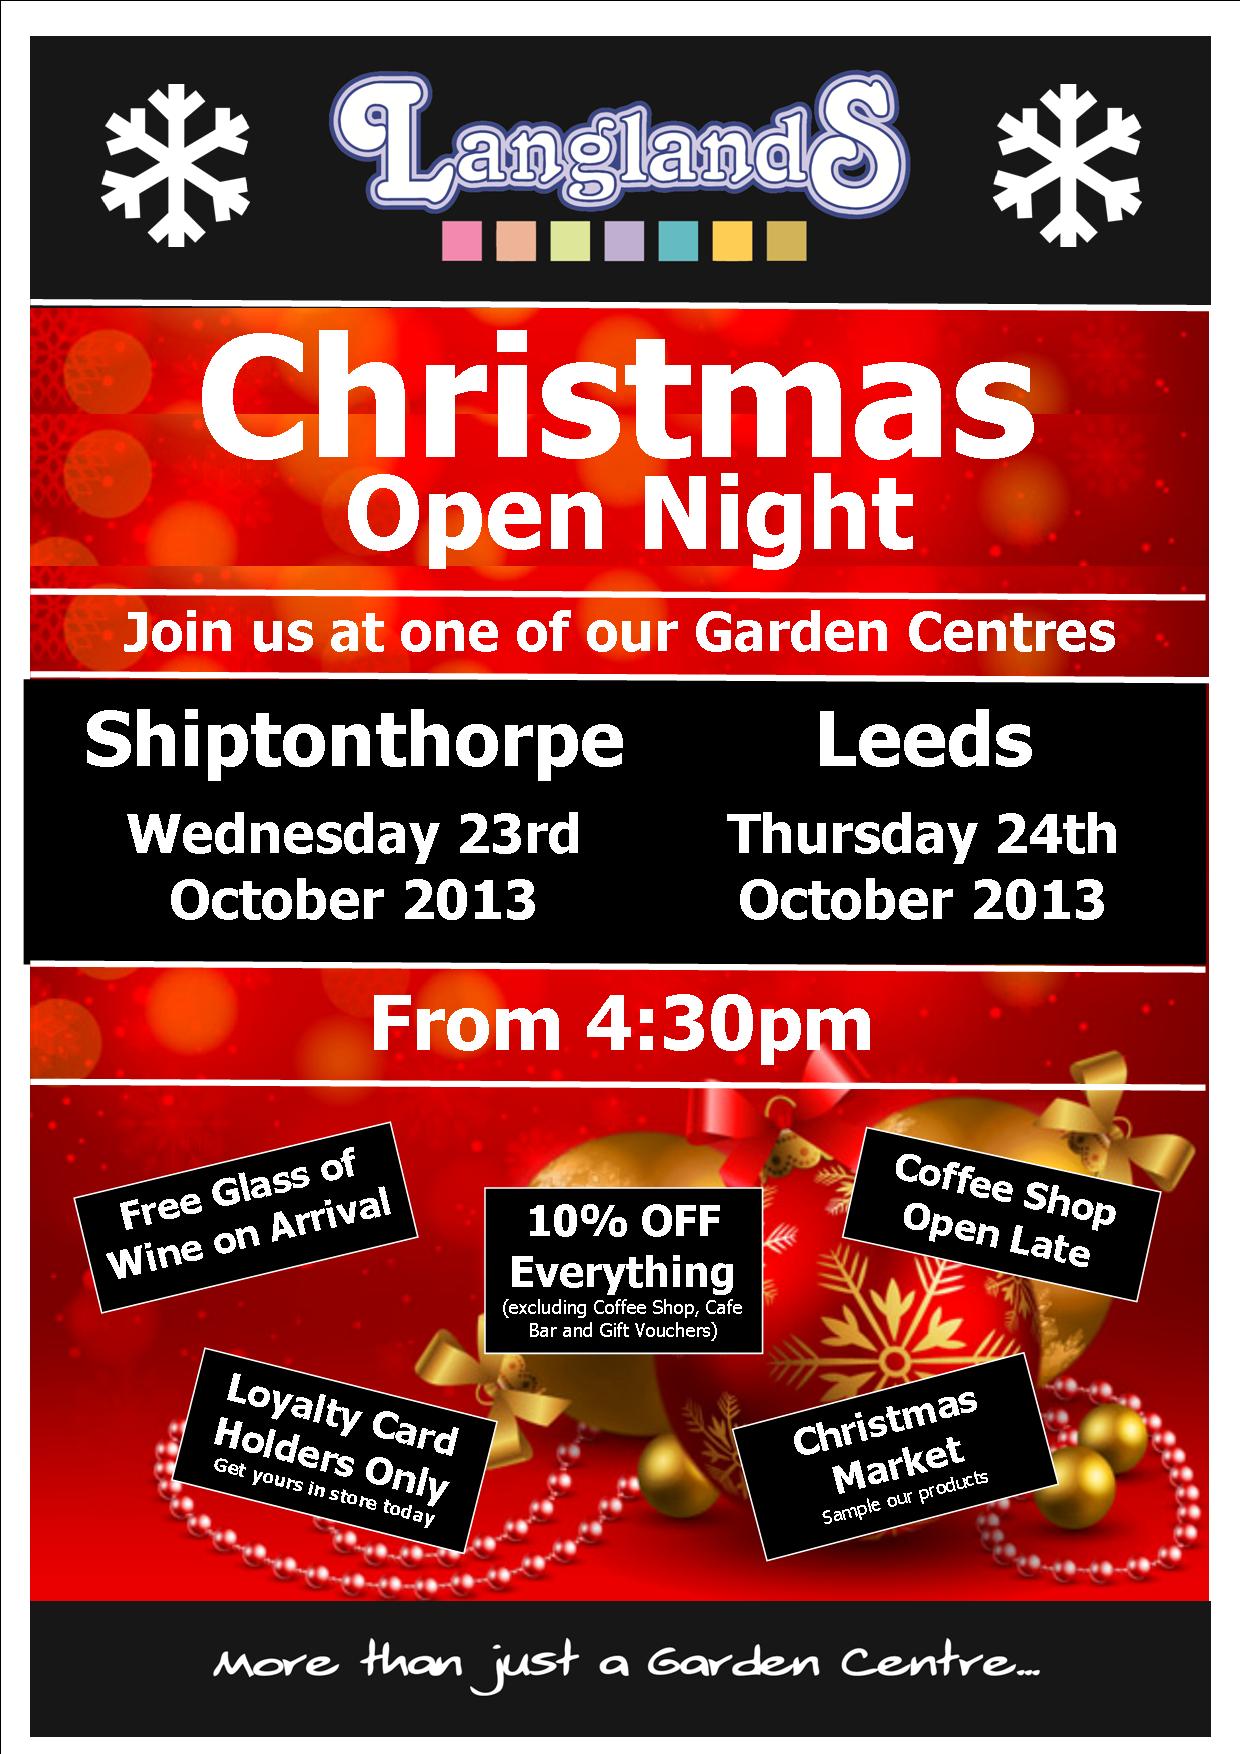 Langlands
Christmas
Open Night
Join us at one of our Garden Centres
Shiptonthorpe
Wednesday 23rd
October 2013
Leeds
Thursday 24th
October 2013
From 4:30pm
Free Glass of
Wine on Arrival
10% OFF
Everything
(excluding Coffee Shop, Cafe
Bar and Gift Vouchers)
Coffee Shop
Open Late
Loyalty Card
Holders Only
Get yours in store today
Christmas
Market
Sample our products
More than just a Garden Centre...